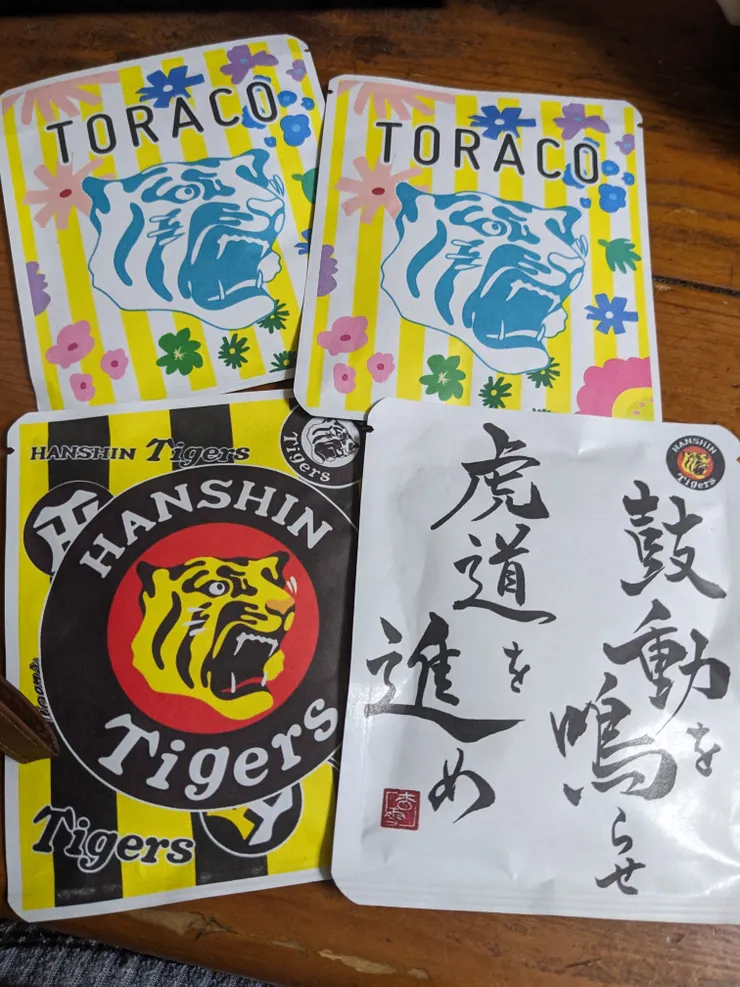 TORACO
TORACO
HANSHIN Tigers
Tigers
HANSHIN
Tigers
Tigers
HANSHIN
Tigers
鼓動を鳴らせ
虎道を進め